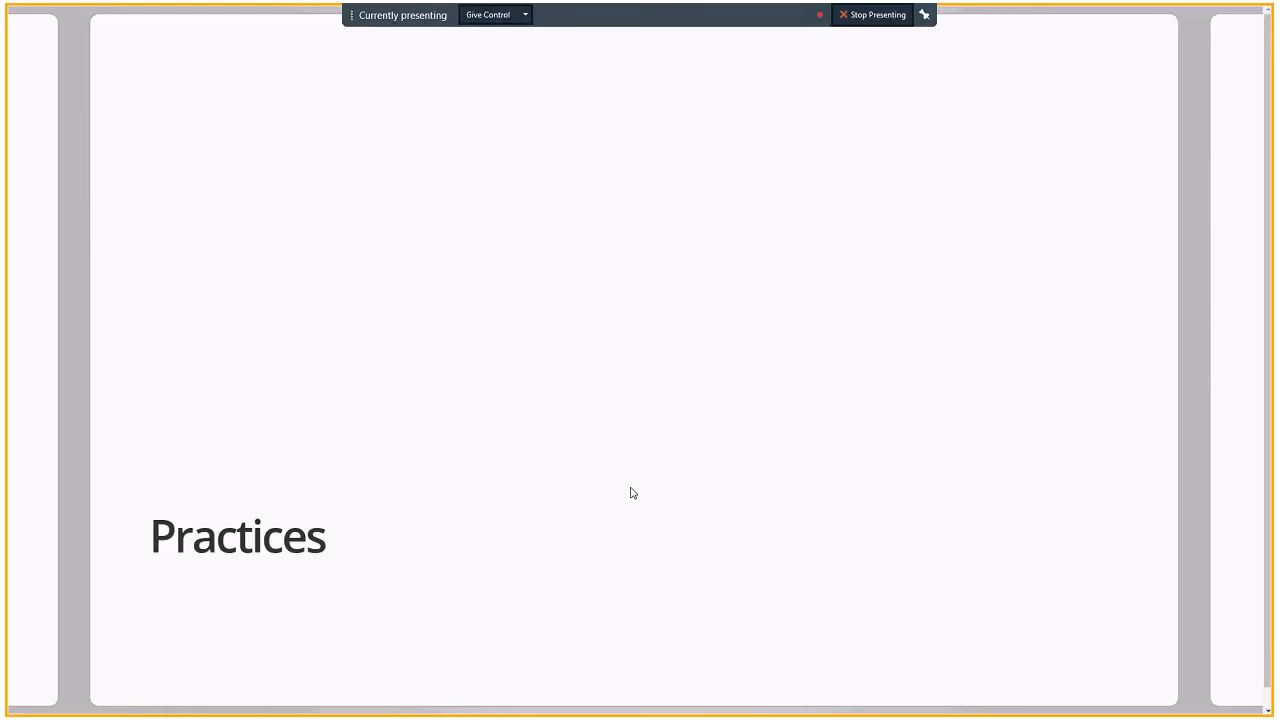 Currently presenting
Give Control
Stop Presenting
Practices